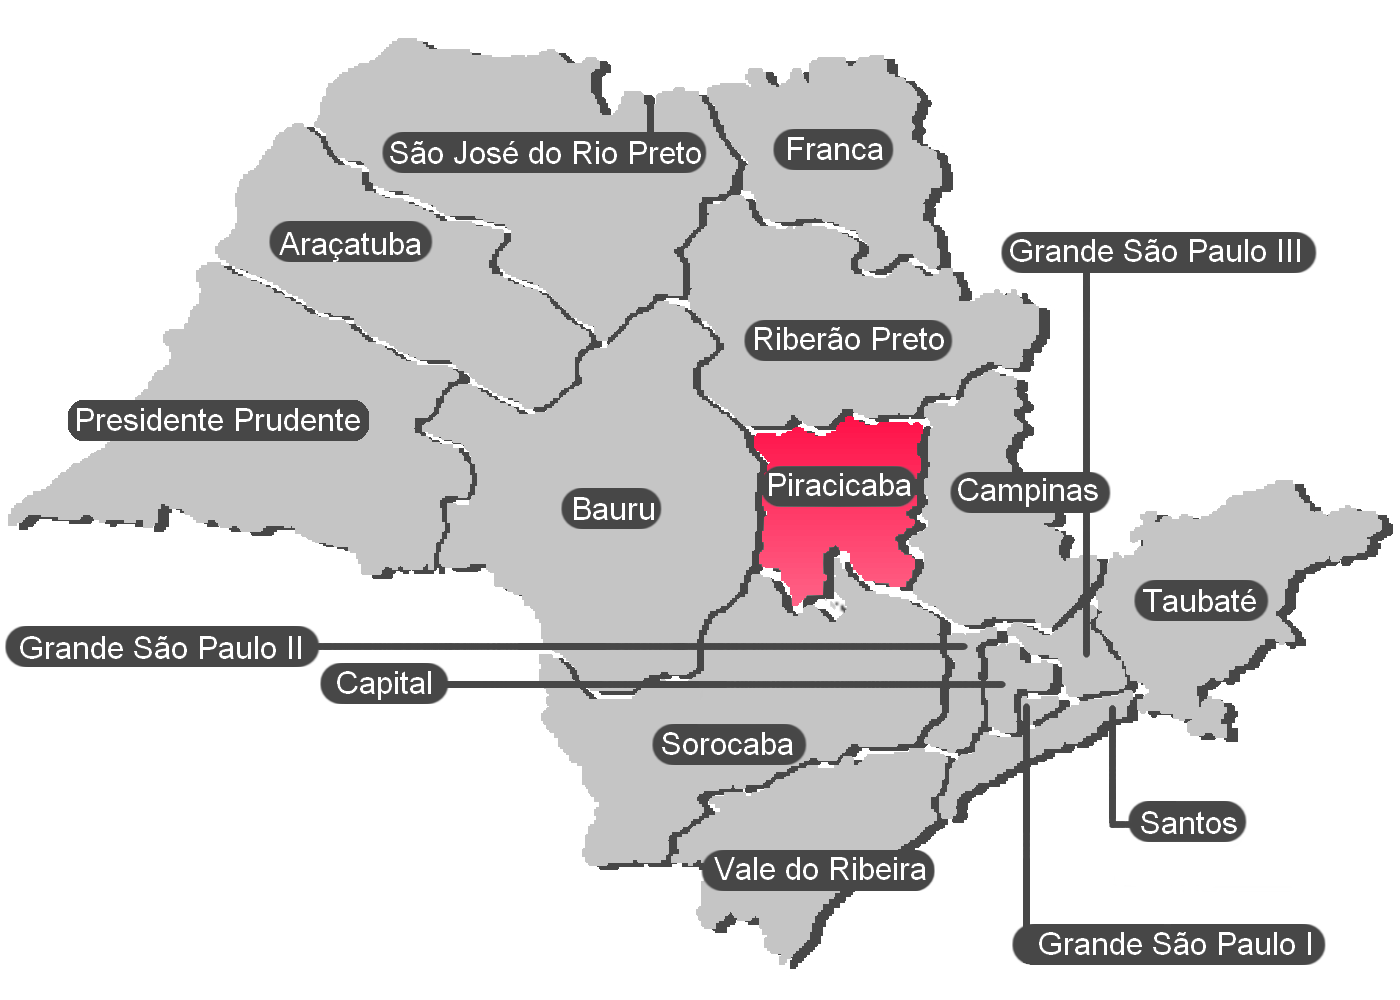 São José do Rio Preto
Franca
Araçatuba
Grande São Paulo III
Riberão Preto
Presidente Prudente
Piracicaba
Campinas
Bauru
Taubaté
Grande São Paulo II
Capital
Sorocaba
Santos
Vale do Ribeira
Grande São Paulo I